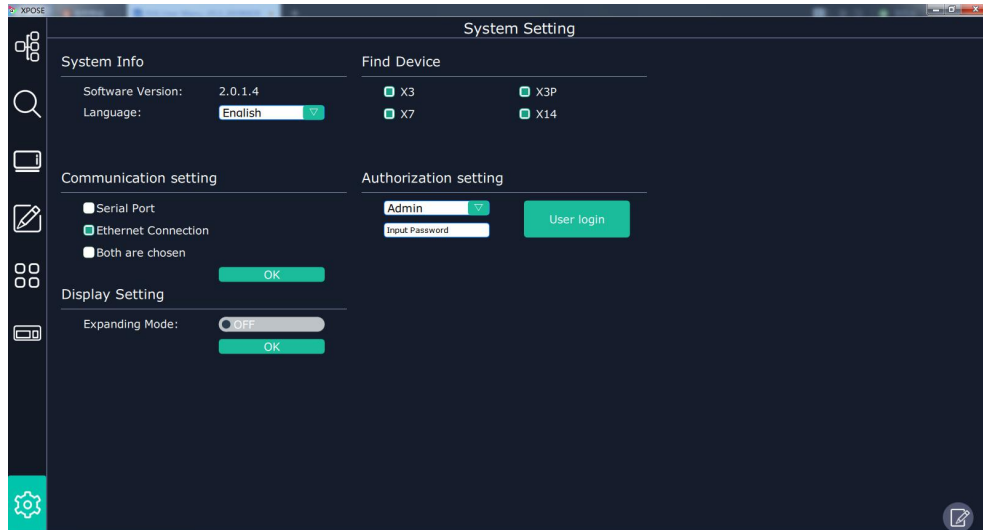 XPOSE
System Setting
System Info
Software Version: 2.0.1.4
Language: English
Find Device
X3 X3P
X7 X14
Communication setting
Serial Port
Ethernet Connection
Both are chosen
OK
Authorization setting
Admin
Input Password
User login
Display Setting
Expanding Mode: OFF
OK